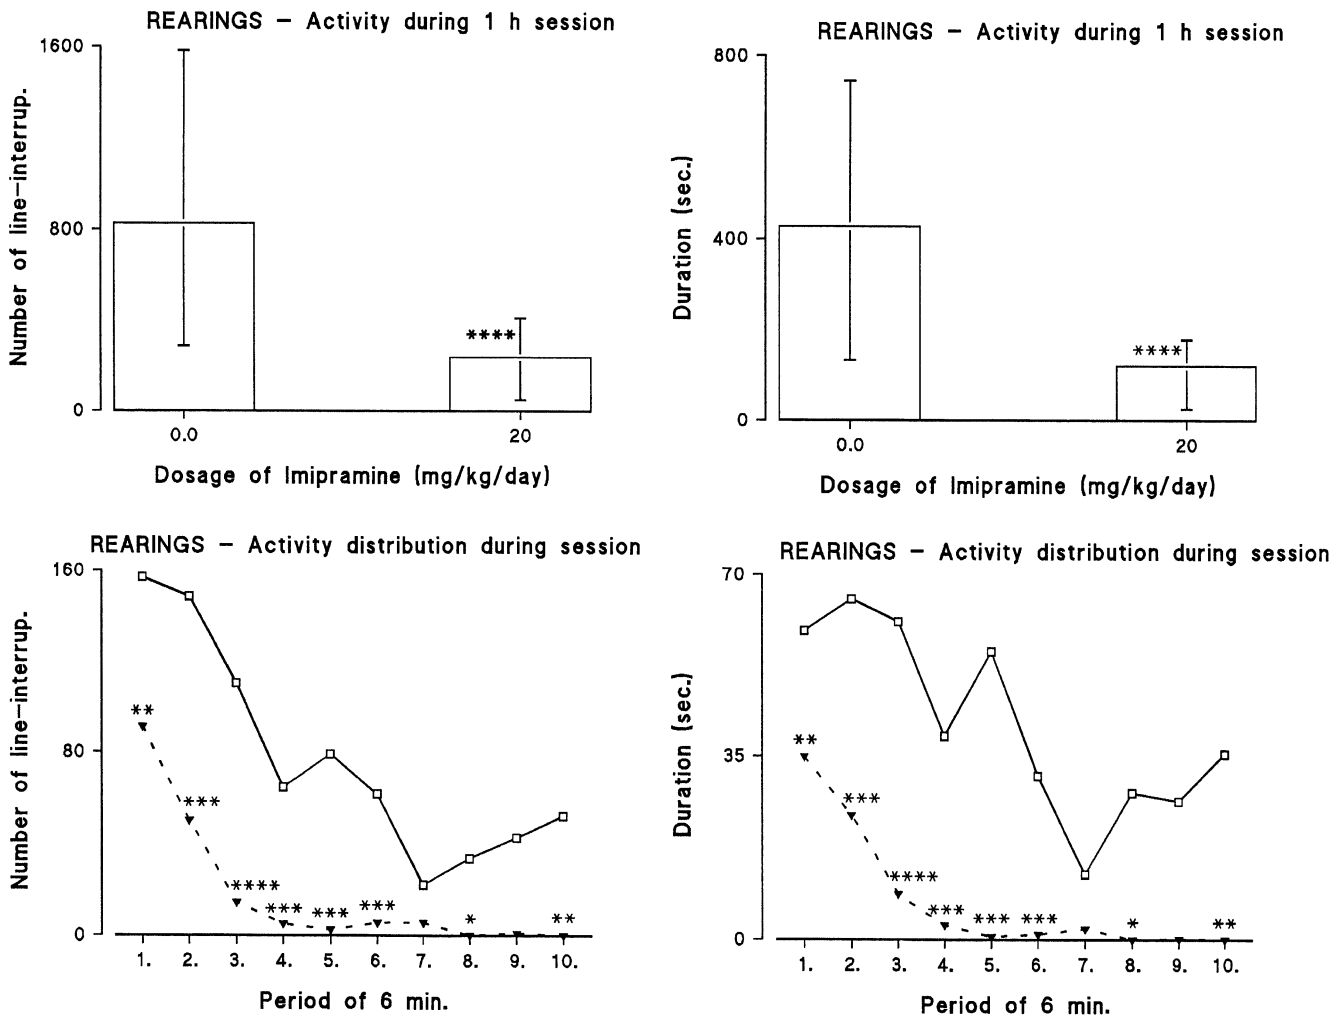 REARINGS – Activity during 1 h session
1600
800
0
Number of line–interrup.
****
0.0
20
Dosage of Imipramine (mg/kg/day)
REARINGS – Activity during 1 h session
800
400
0
Duration (sec.)
****
0.0
20
Dosage of Imipramine (mg/kg/day)
REARINGS – Activity distribution during session
160
80
0
Number of line–interrup.
**
***
****
***
***
***
*
**
1. 2. 3. 4. 5. 6. 7. 8. 9. 10.
Period of 6 min.
REARINGS – Activity distribution during session
70
35
0
Duration (sec.)
**
***
****
***
***
***
*
**
1. 2. 3. 4. 5. 6. 7. 8. 9. 10.
Period of 6 min.